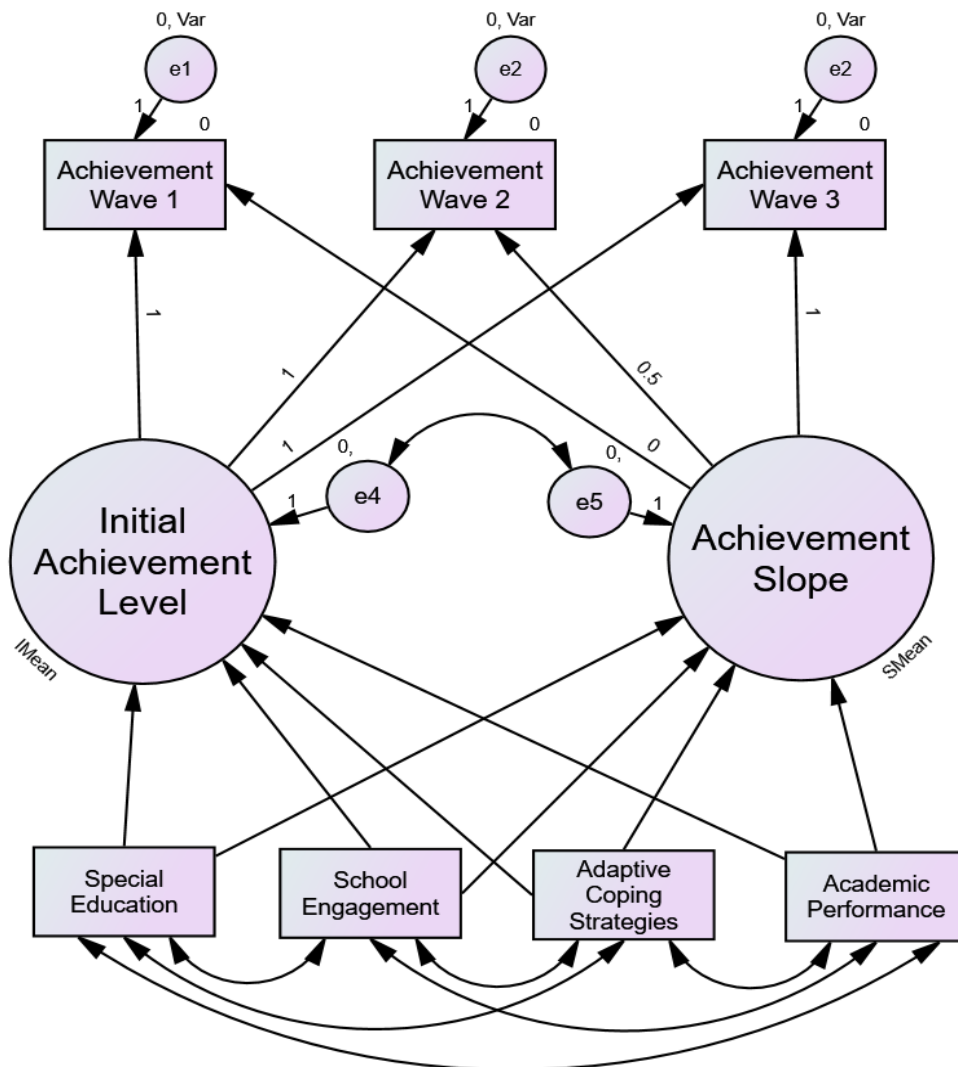 0, Var
0, Var
0, Var
e1
e2
e2
1
1
1
0
0
0
Achievement
Wave 1
Achievement
Wave 2
Achievement
Wave 3
1
1
1
0.5
0
1
0,
0,
e4
e5
1
1
Initial
Achievement
Level
Achievement
Slope
IMean
SMean
Special
Education
School
Engagement
Adaptive
Coping
Strategies
Academic
Performance